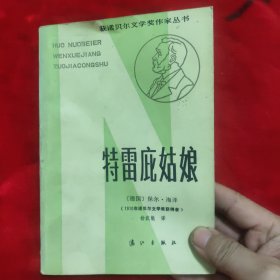 获诺贝尔文学奖作家丛书
HUO NUOBEIER
WENXUEJIANG
ZUOJIACONGSHU
特雷庇姑娘
〔德国〕保尔·海泽
(1910年诺贝尔文学奖获得者)
译
漓江出版社